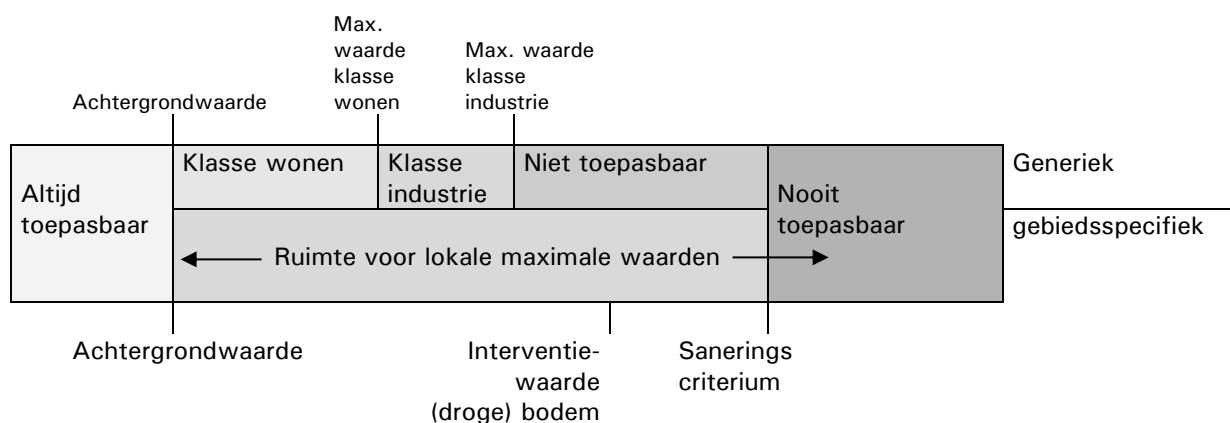 Max.
waarde
klasse
wonen
Max. waarde
klasse
industrie
Achtergrondwaarde
Altijd
toepasbaar
Klasse wonen
Klasse
industrie
Niet toepasbaar
Nooit
toepasbaar
Generiek
gebiedsspecifiek
Ruimte voor lokale maximale waarden
Achtergrondwaarde
Interventie-
waarde
(droge) bodem
Sanerings
criterium